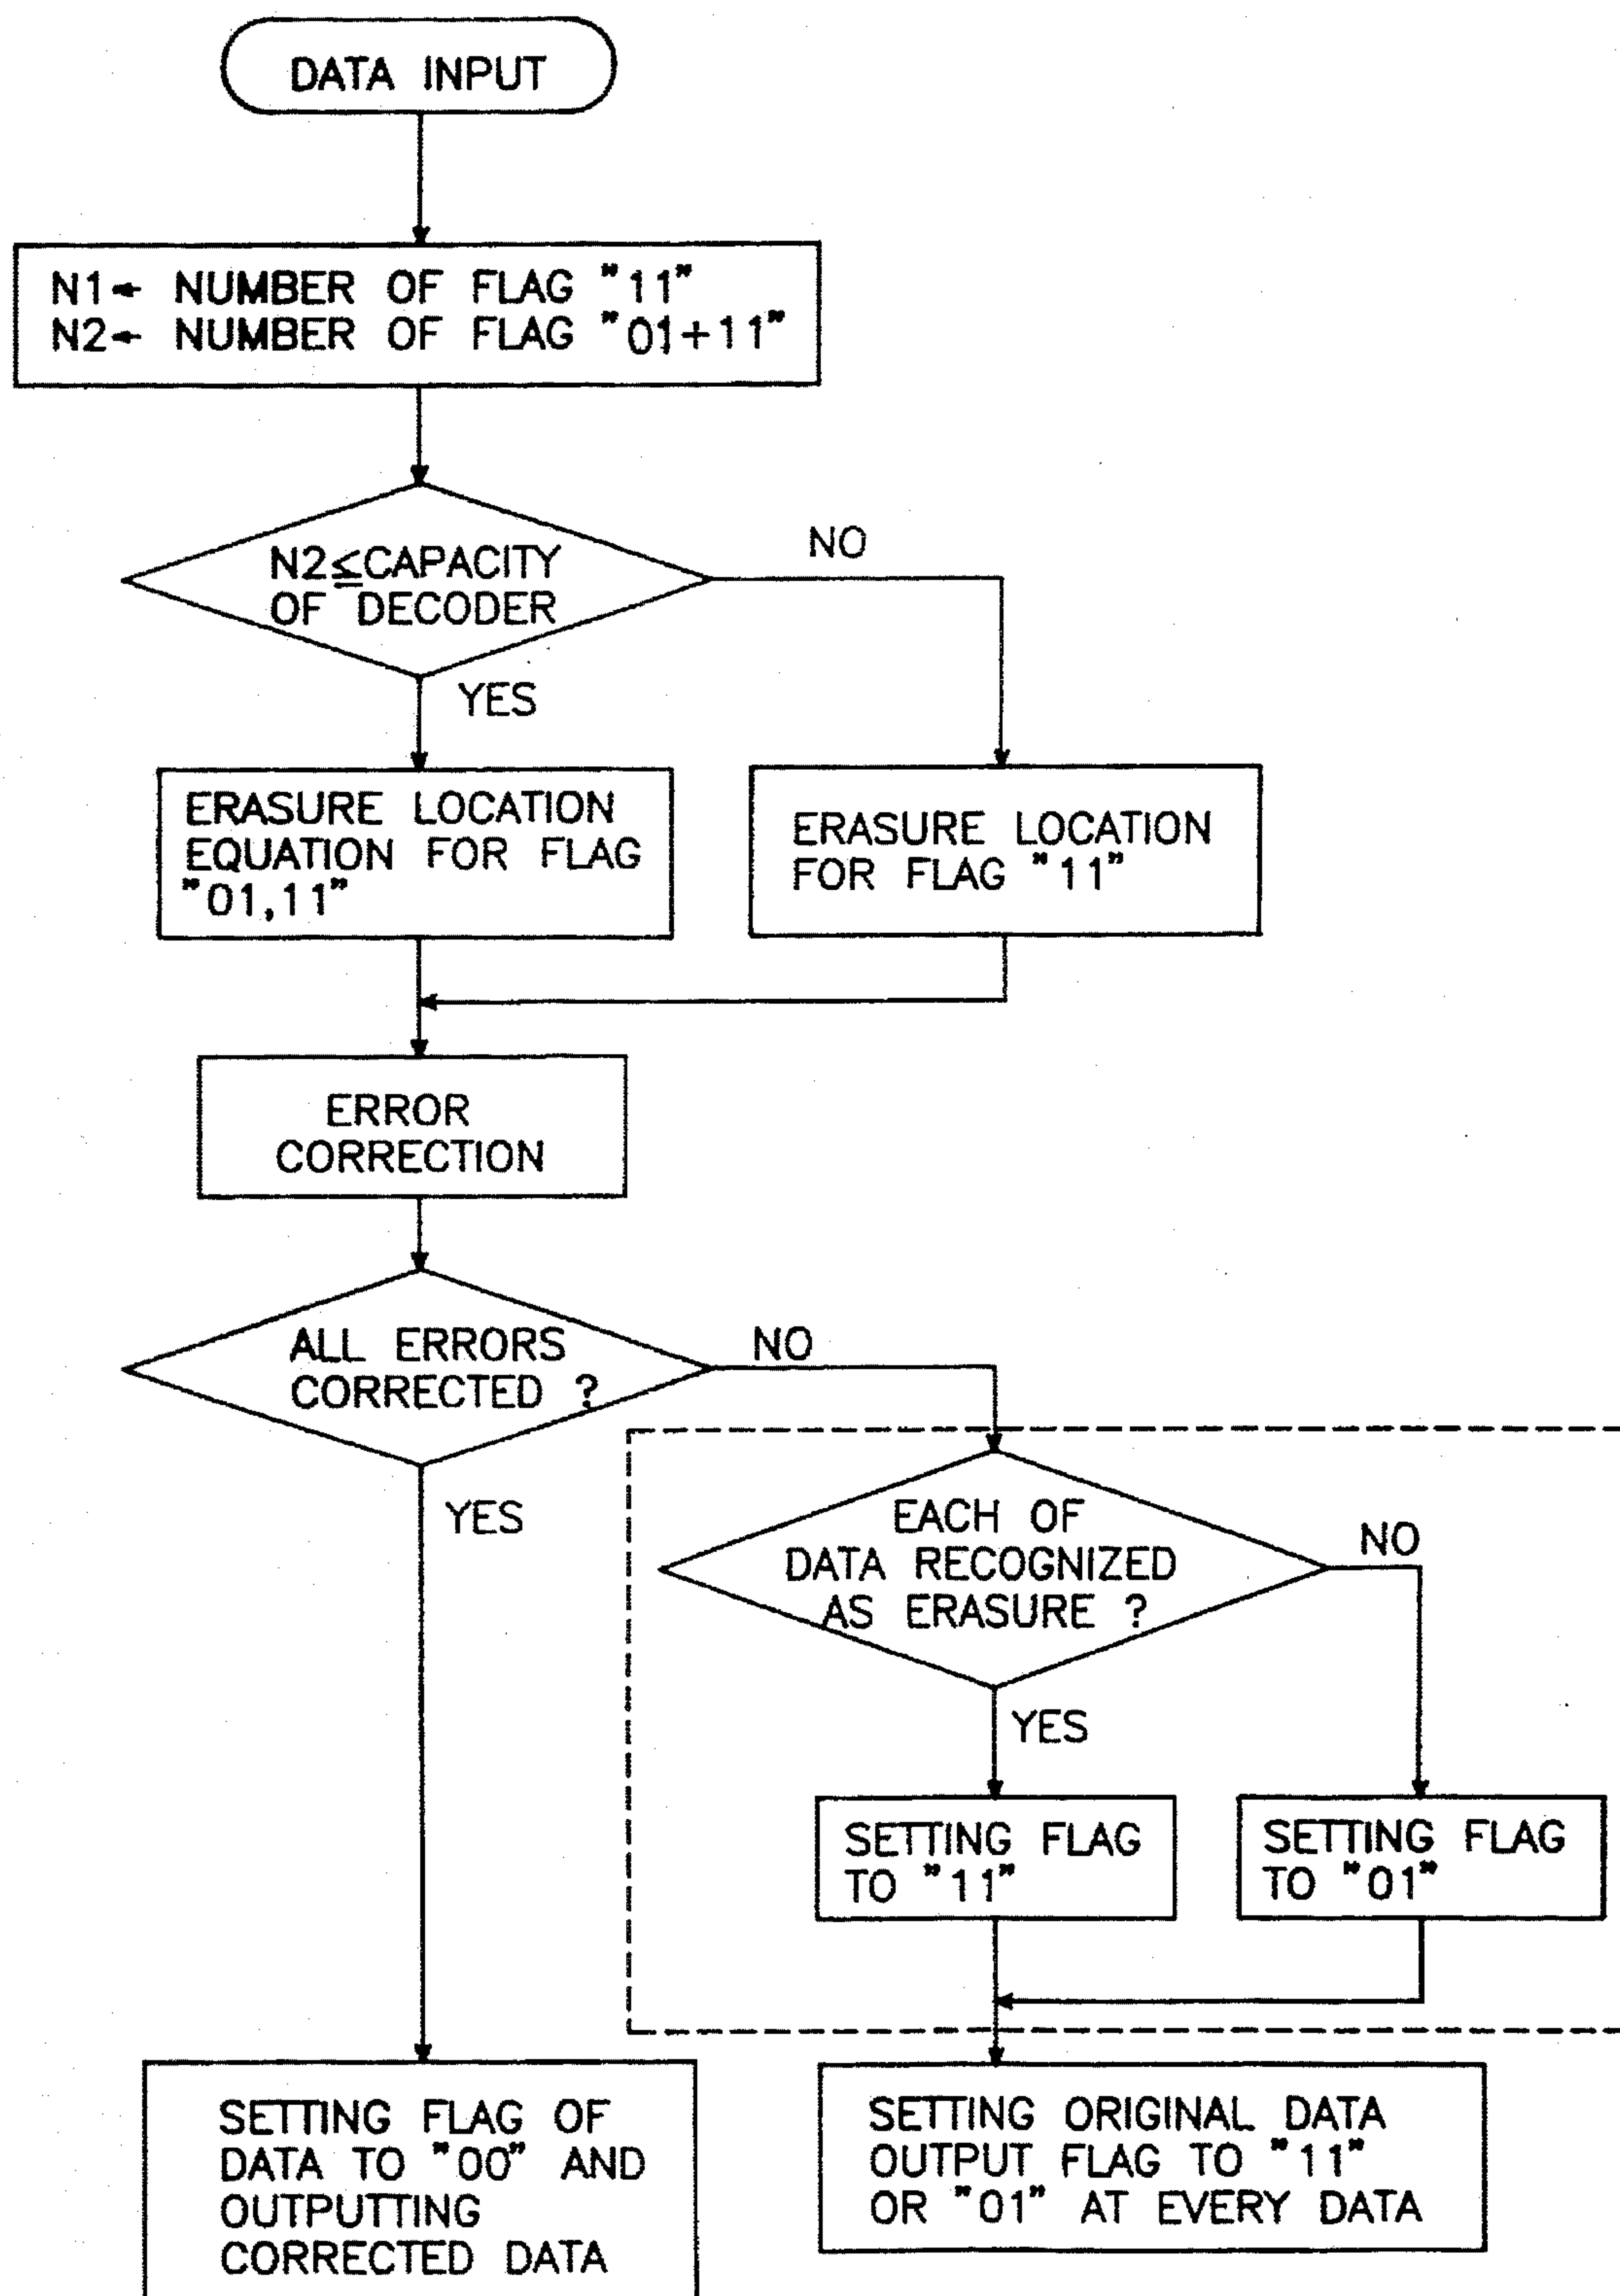 DATA INPUT
N1← NUMBER OF FLAG "11"
N2← NUMBER OF FLAG "01+11"
N2≦CAPACITY
OF DECODER
NO
YES
ERASURE LOCATION
EQUATION FOR FLAG
"01,11"
ERASURE LOCATION
FOR FLAG "11"
ERROR
CORRECTION
ALL ERRORS
CORRECTED ?
NO
YES
EACH OF
DATA RECOGNIZED
AS ERASURE ?
NO
YES
SETTING FLAG
TO "11"
SETTING FLAG
TO "01"
SETTING FLAG OF
DATA TO "00" AND
OUTPUTTING
CORRECTED DATA
SETTING ORIGINAL DATA
OUTPUT FLAG TO "11"
OR "01" AT EVERY DATA